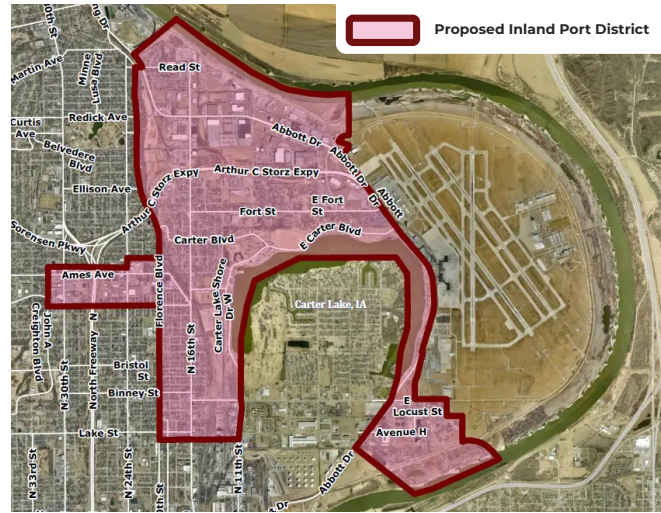 Proposed Inland Port District
Martin Ave
Minne
Lusa Blvd
Read St
Redick Ave
Curtis
Ave
Belvedere
Blvd
Abbott Dr
Abbott Dr
Abbott
Dr
Ellison Ave
Arthur C Storz Expy
Arthur C Storz Expy
E Fort
St
Fort St
Sorensen Pkwy
Carter Blvd
E Carter Blvd
Ames Ave
Florence Blvd
Carter Lake Shore
Dr W
Carter Lake, IA
John A
Creighton Blvd
N 30th St
North Freeway
N
N 16th St
Bristol
St
Binney St
E
Locust St
Avenue H
Lake St
N 33rd St
N 24th St
N 11th St
Abbott Dr